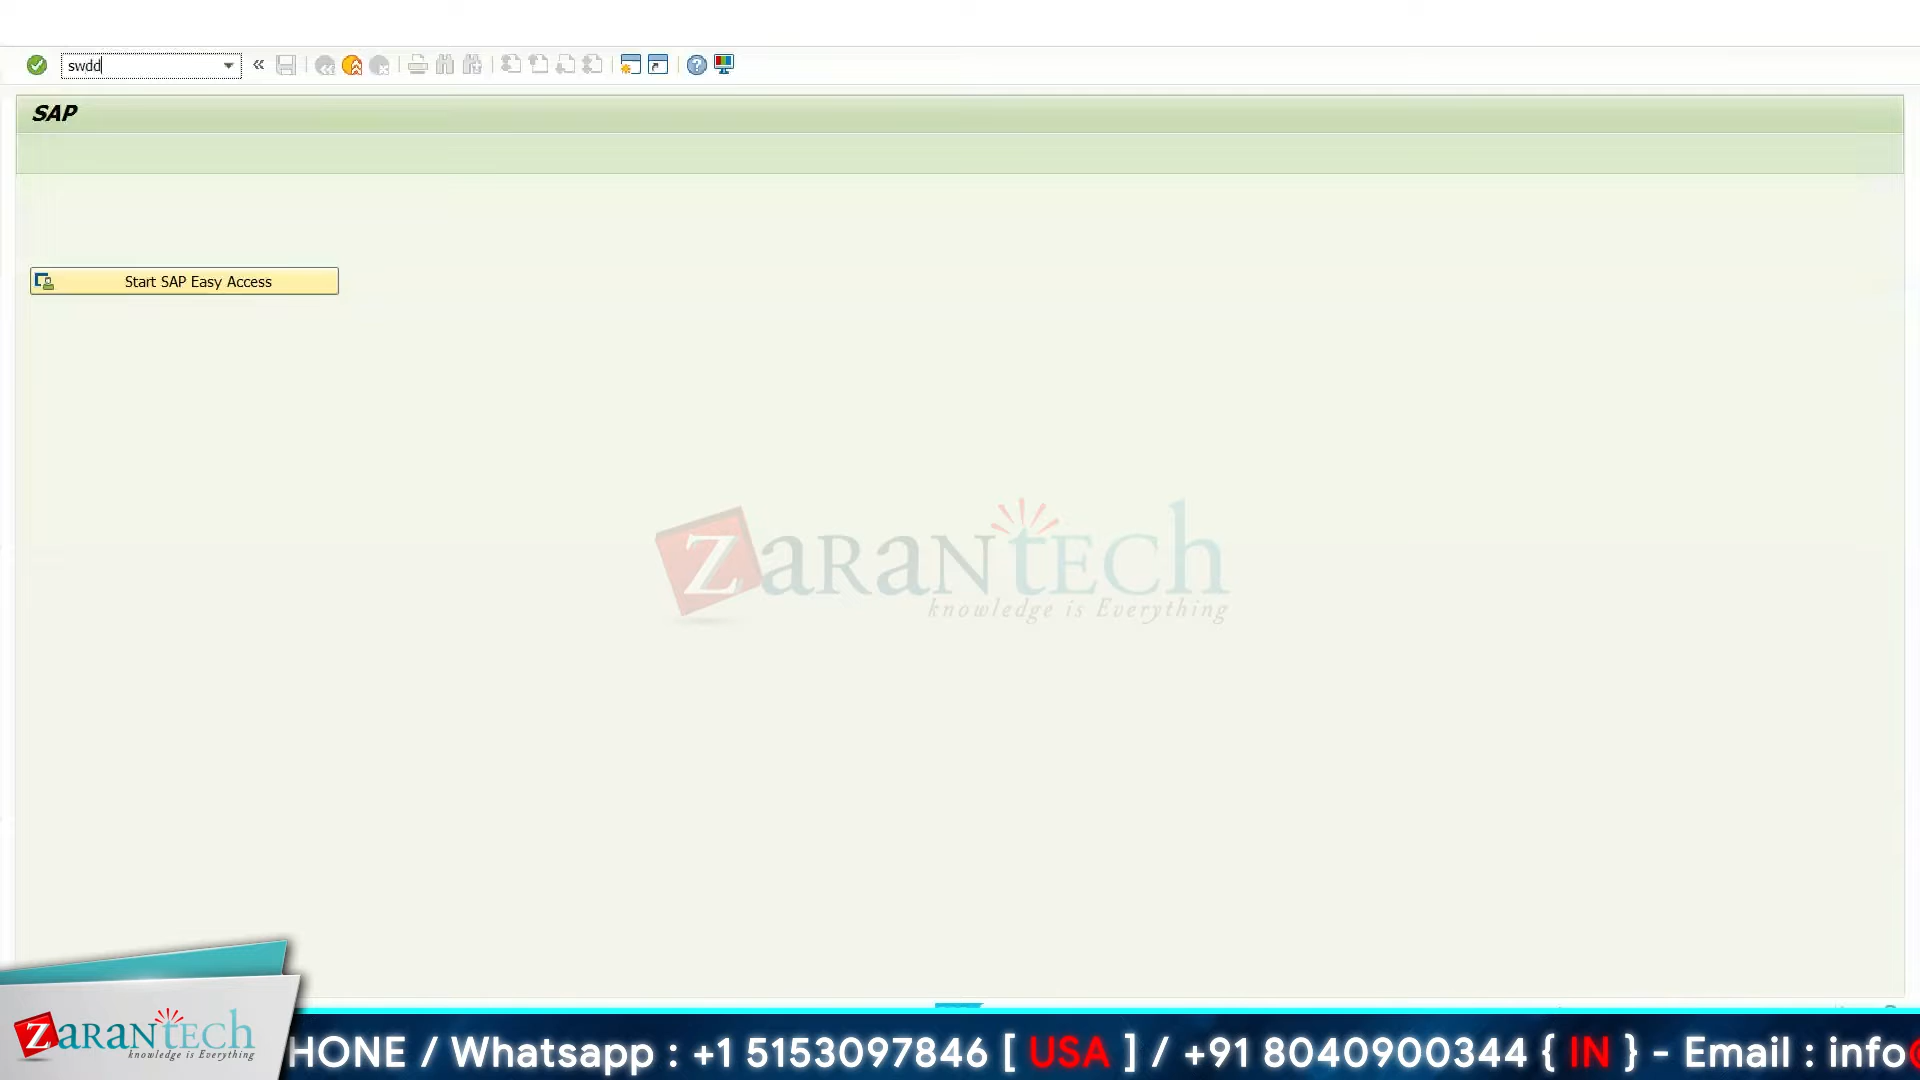 swdd
SAP
Start SAP Easy Access
ZaranTech
knowledge is Everything
ZaranTech
knowledge is Everything
HONE / Whatsapp : +1 5153097846 [ USA ] / +91 8040900344 { IN } - Email : info